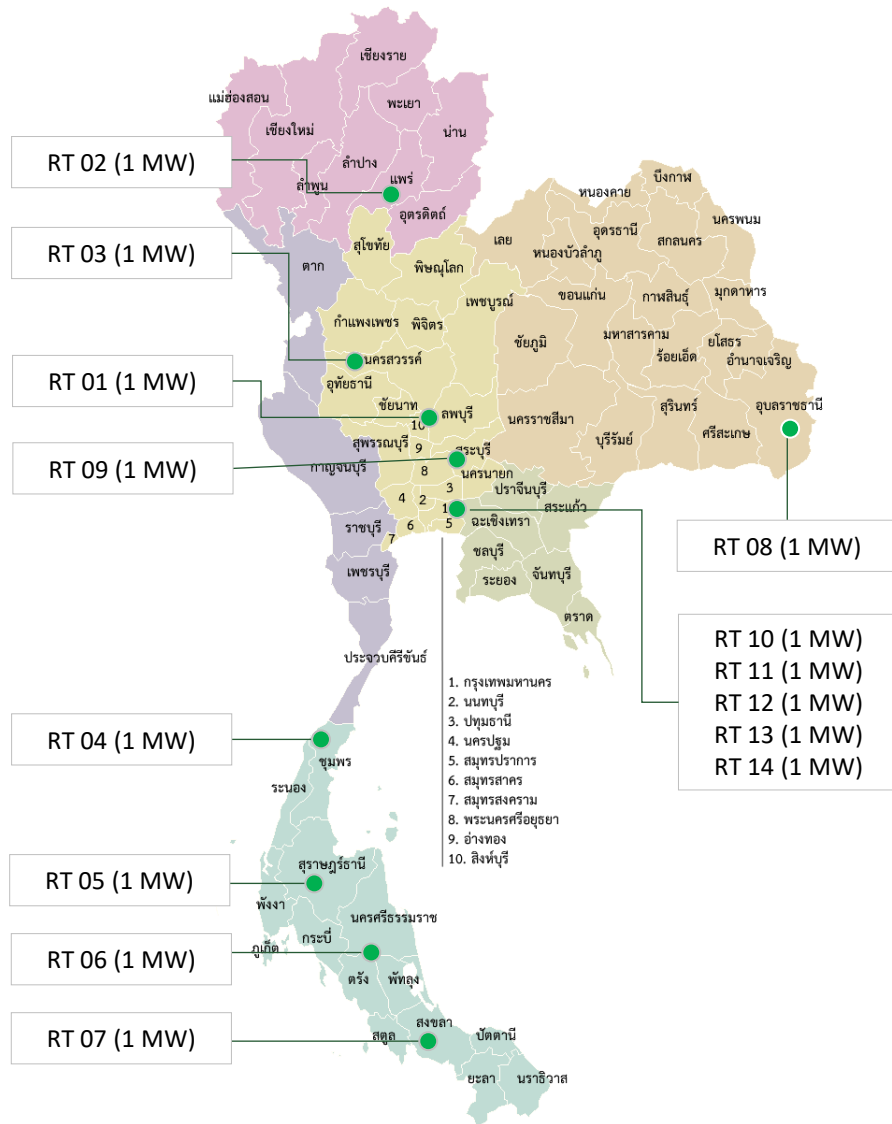 เชียงราย
แม่ฮ่องสอน
พะเยา
เชียงใหม่
น่าน
ลำปาง
RT 02 (1 MW)
ลำพูน
แพร่
อุตรดิตถ์
บึงกาฬ
หนองคาย
นครพนม
อุดรธานี
สกลนคร
เลย
หนองบัวลำภู
RT 03 (1 MW)
สุโขทัย
ตาก
พิษณุโลก
เพชบูรณ์
ขอนแก่น
กาฬสินธุ์
มุกดาหาร
กำแพงเพชร
พิจิตร
ชัยภูมิ
มหาสารคาม
ยโสธร
ร้อยเอ็ด
อำนาจเจริญ
นครสวรรค์
อุทัยธานี
RT 01 (1 MW)
ชัยนาท
ลพบุรี
10
นครราชสีมา
สุรินทร์
อุบลราชธานี
บุรีรัมย์
ศรีสะเกษ
สุพรรณบุรี
9
สระบุรี
RT 09 (1 MW)
กาญจนบุรี
8
นครนายก
3
ปราจีนบุรี
สระแก้ว
4
2
1
ฉะเชิงเทรา
ราชบุรี
6
5
7
ชลบุรี
RT 08 (1 MW)
เพชรบุรี
ระยอง
จันทบุรี
ตราด
ประจวบคีรีขันธ์
RT 10 (1 MW)
RT 11 (1 MW)
RT 12 (1 MW)
RT 13 (1 MW)
RT 14 (1 MW)
1. กรุงเทพมหานคร
2. นนทบุรี
3. ปทุมธานี
4. นครปฐม
5. สมุทรปราการ
6. สมุทรสาคร
7. สมุทรสงคราม
8. พระนครศรีอยุธยา
9. อ่างทอง
10. สิงห์บุรี
RT 04 (1 MW)
ชุมพร
ระนอง
สุราษฎร์ธานี
RT 05 (1 MW)
พังงา
นครศรีธรรมราช
กระบี่
ภูเก็ต
RT 06 (1 MW)
ตรัง
พัทลุง
RT 07 (1 MW)
สงขลา
สตูล
ปัตตานี
ยะลา
นราธิวาส